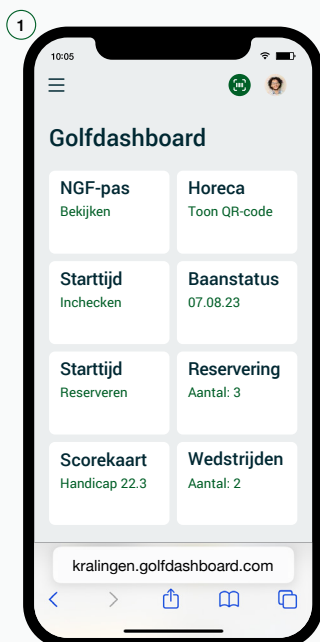 1
10:05
Golfdashboard
NGF-pas
Bekijken
Horeca
Toon QR-code
Starttijd
Inchecken
Baanstatus
07.08.23
Starttijd
Reserveren
Reservering
Aantal: 3
Scorekaart
Handicap 22.3
Wedstrijden
Aantal: 2
kralingen.golfdashboard.com